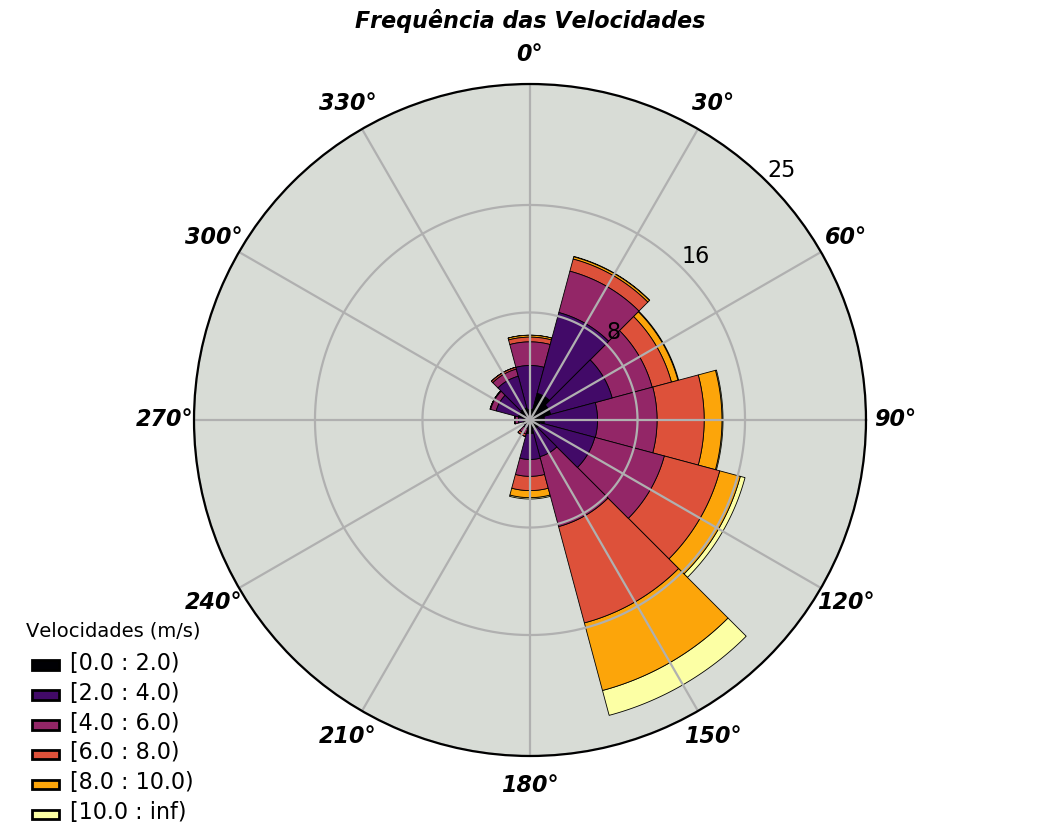 Frequência das Velocidades
0°
330°
30°
25
300°
60°
16
8
270°
90°
240°
120°
210°
150°
180°
Velocidades (m/s)
[0.0 : 2.0)
[2.0 : 4.0)
[4.0 : 6.0)
[6.0 : 8.0)
[8.0 : 10.0)
[10.0 : inf)